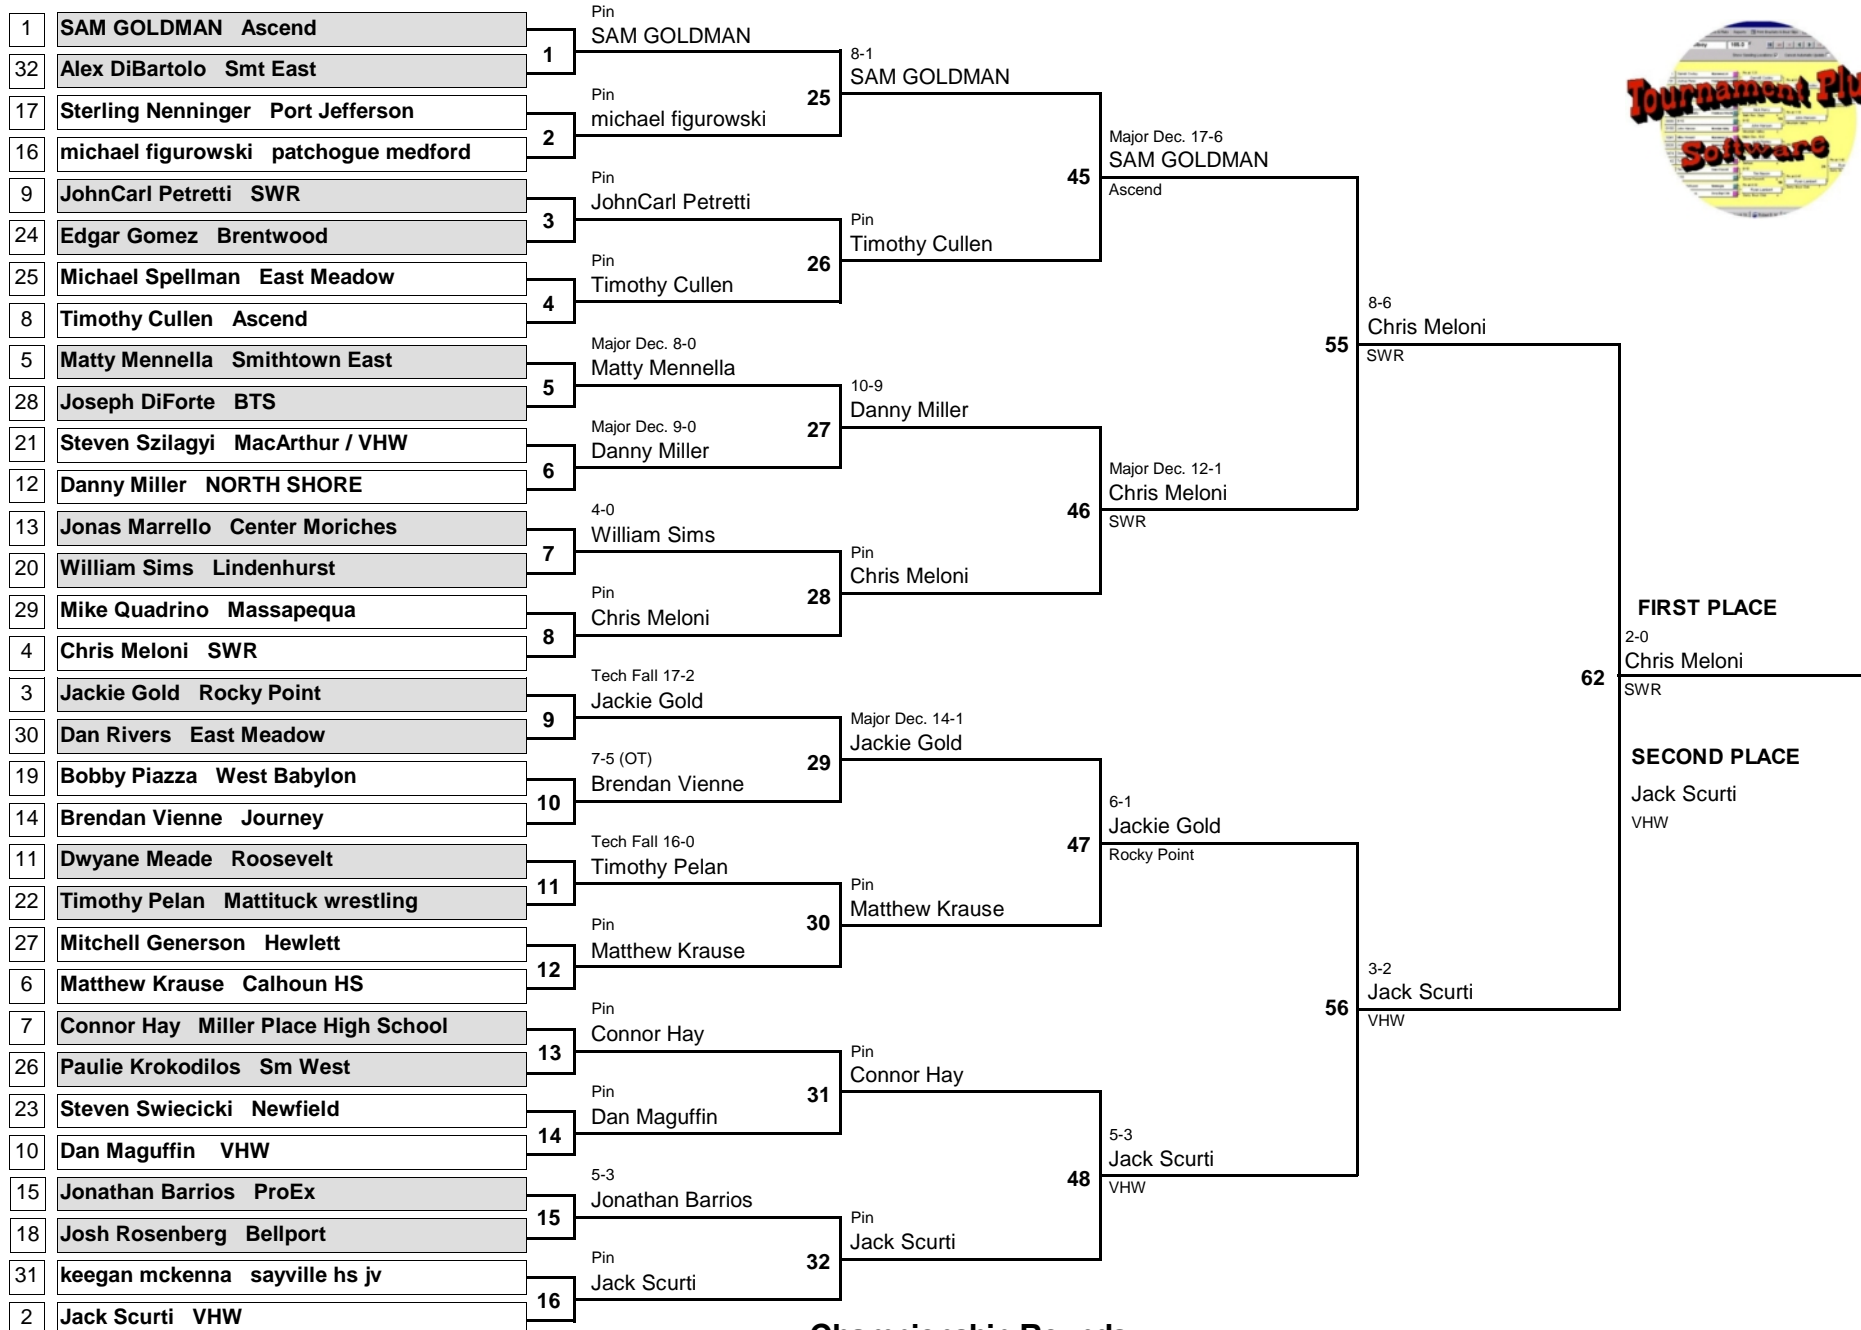 1 SAM GOLDMAN Ascend
32 Alex DiBartolo Smt East
17 Sterling Nenninger Port Jefferson
16 michael figurowski patchogue medford
9 JohnCarl Petretti SWR
24 Edgar Gomez Brentwood
25 Michael Spellman East Meadow
8 Timothy Cullen Ascend
5 Matty Mennella Smithtown East
28 Joseph DiForte BTS
21 Steven Szilagyi MacArthur / VHW
12 Danny Miller NORTH SHORE
13 Jonas Marrello Center Moriches
20 William Sims Lindenhurst
29 Mike Quadrino Massapequa
4 Chris Meloni SWR
3 Jackie Gold Rocky Point
30 Dan Rivers East Meadow
19 Bobby Piazza West Babylon
14 Brendan Vienne Journey
11 Dwyane Meade Roosevelt
22 Timothy Pelan Mattituck wrestling
27 Mitchell Generson Hewlett
6 Matthew Krause Calhoun HS
7 Connor Hay Miller Place High School
26 Paulie Krokodilos Sm West
23 Steven Swiecicki Newfield
10 Dan Maguffin VHW
15 Jonathan Barrios ProEx
18 Josh Rosenberg Bellport
31 keegan mckenna sayville hs jv
2 Jack Scurti VHW
1
2
3
4
5
6
7
8
9
10
11
12
13
14
15
16
Pin
SAM GOLDMAN
Pin
michael figurowski
Pin
JohnCarl Petretti
Pin
Timothy Cullen
Major Dec. 8-0
Matty Mennella
Major Dec. 9-0
Danny Miller
4-0
William Sims
Pin
Chris Meloni
Tech Fall 17-2
Jackie Gold
7-5 (OT)
Brendan Vienne
Tech Fall 16-0
Timothy Pelan
Pin
Matthew Krause
Pin
Connor Hay
Pin
Dan Maguffin
5-3
Jonathan Barrios
Pin
Jack Scurti
25
26
27
28
29
30
31
32
8-1
SAM GOLDMAN
Pin
Timothy Cullen
10-9
Danny Miller
Pin
Chris Meloni
Major Dec. 14-1
Jackie Gold
Pin
Matthew Krause
Pin
Connor Hay
Pin
Jack Scurti
45
46
47
48
Major Dec. 17-6
SAM GOLDMAN
Ascend
Major Dec. 12-1
Chris Meloni
SWR
6-1
Jackie Gold
Rocky Point
5-3
Jack Scurti
VHW
55
56
8-6
Chris Meloni
SWR
3-2
Jack Scurti
VHW
62
FIRST PLACE
2-0
Chris Meloni
SWR
SECOND PLACE
Jack Scurti
VHW
Tournament Plu
Software
Championship Rounds